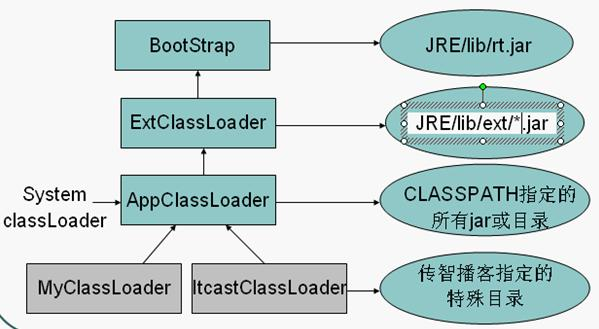 BootStrap
JRE/lib/rt.jar
ExtClassLoader
JRE/lib/ext/*.jar
System
classLoader
AppClassLoader
CLASSPATH指定的
所有jar或目录
MyClassLoader
ItcastClassLoader
传智播客指定的
特殊目录